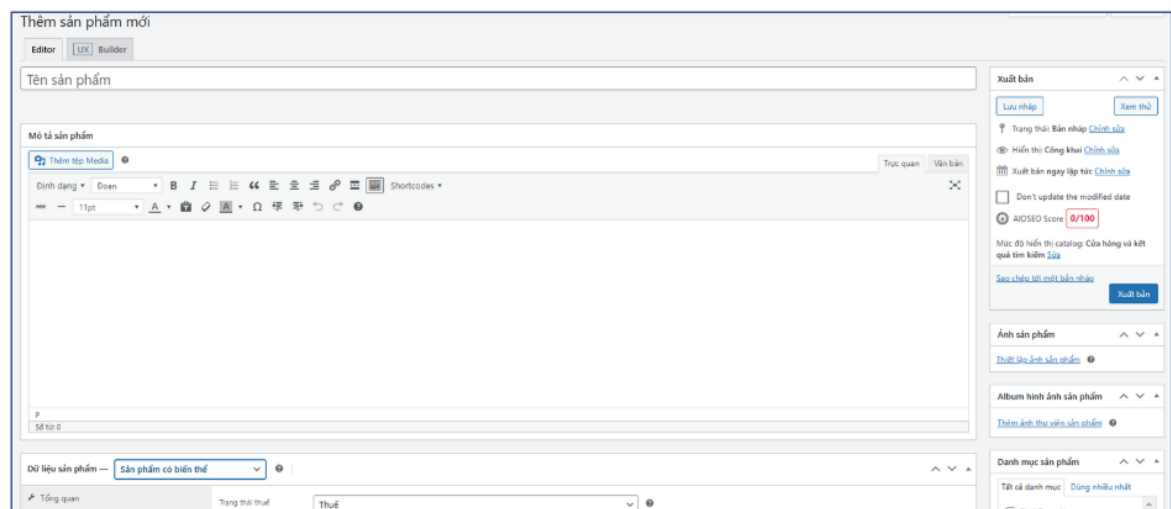 Thêm sản phẩm mới
Editor UX Builder
Tên sản phẩm
Mô tả sản phẩm
Thêm tệp Media
Trực quan Văn bản
Định dạng Đoạn B I Shortcodes
ABC 11pt A A Ω
P
Số từ: 0
Dữ liệu sản phẩm — Sản phẩm có biến thể
Tổng quan
Trạng thái thuế Thuế
Xuất bản
Lưu nháp Xem thử
Trạng thái: Bản nháp Chỉnh sửa
Hiển thị: Công khai Chỉnh sửa
Xuất bản ngay lập tức Chỉnh sửa
Don't update the modified date
AIOSEO Score 0/100
Mức độ hiển thị catalog: Cửa hàng và kết
quả tìm kiếm Sửa
Sao chép tới một bản nháp
Xuất bản
Ảnh sản phẩm
Thiết lập ảnh sản phẩm
Album hình ảnh sản phẩm
Thêm ảnh thư viện sản phẩm
Danh mục sản phẩm
Tất cả danh mục Dùng nhiều nhất